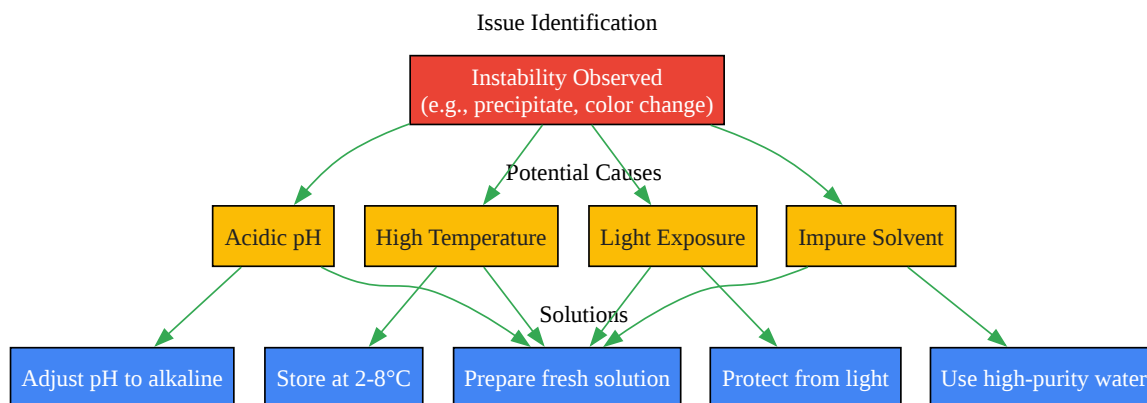 Issue Identification
Instability Observed
(e.g., precipitate, color change)
Potential Causes
Acidic pH
High Temperature
Light Exposure
Impure Solvent
Solutions
Adjust pH to alkaline
Store at 2-8°C
Prepare fresh solution
Protect from light
Use high-purity water